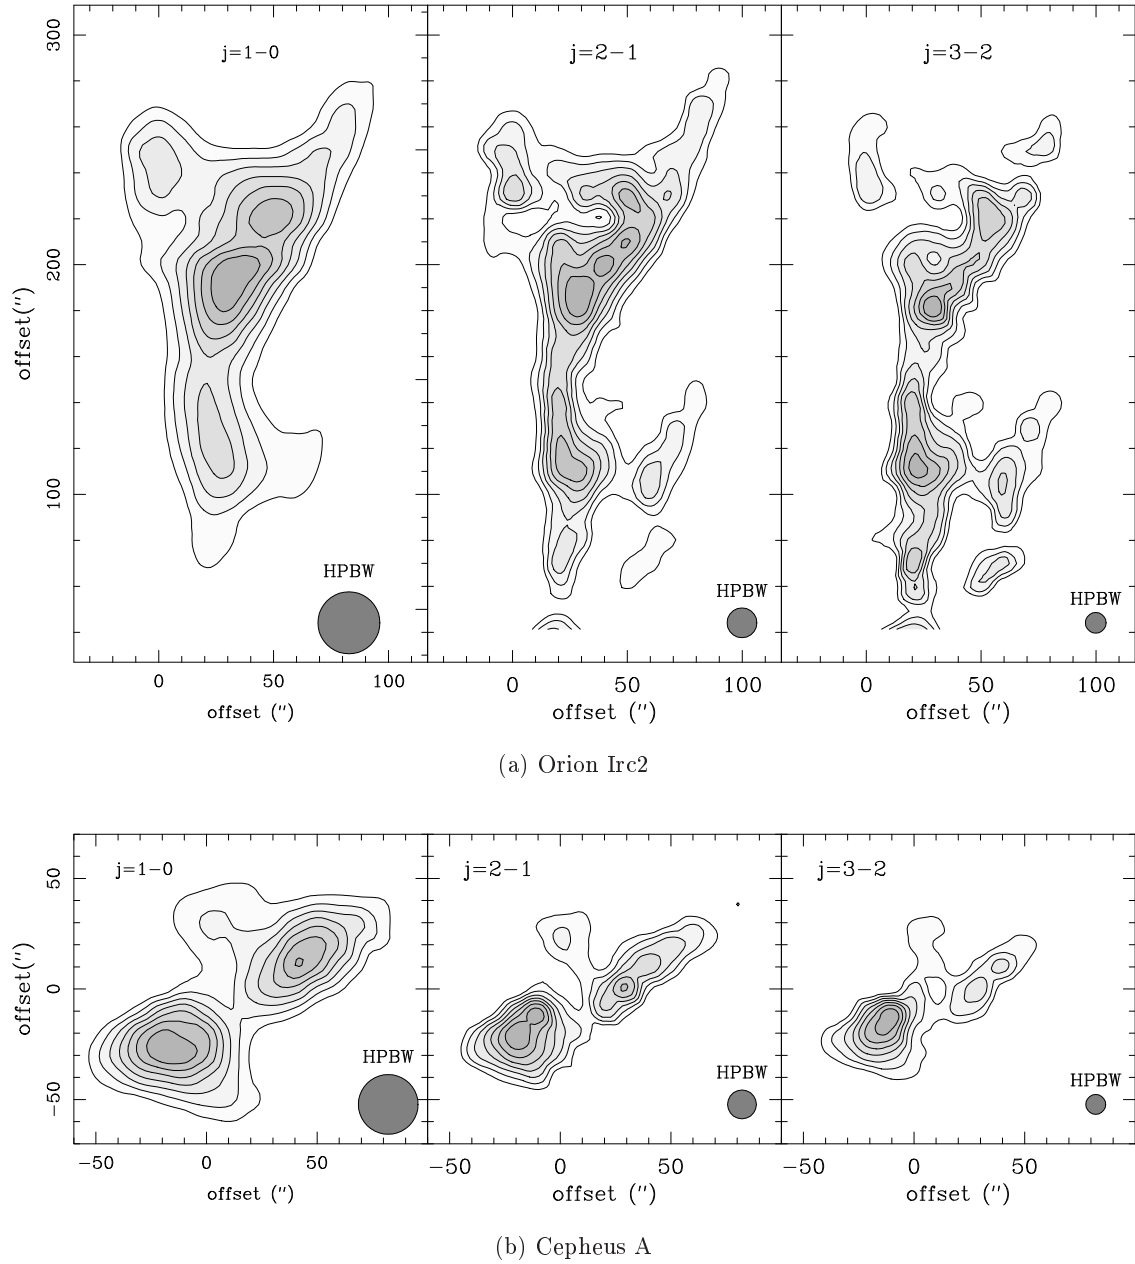 j=1−0
j=2−1
j=3−2
300
200
100
offset(″)
HPBW
HPBW
HPBW
0 50 100
0 50 100
0 50 100
offset (″)
offset (″)
offset (″)
(a) Orion Irc2
j=1−0
j=2−1
j=3−2
50
0
−50
offset(″)
HPBW
HPBW
HPBW
−50 0 50
−50 0 50
−50 0 50
offset (″)
offset (″)
offset (″)
(b) Cepheus A